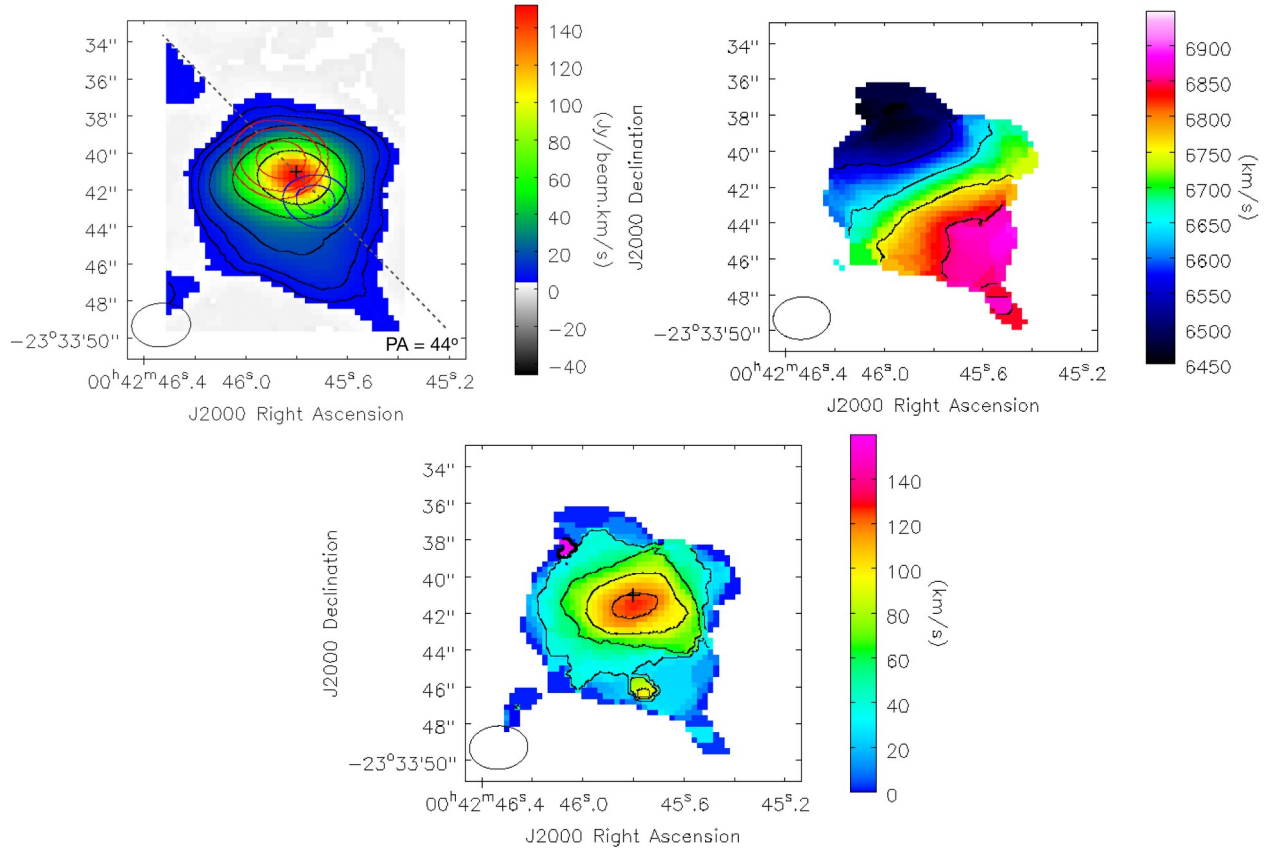 34"
36"
38"
40"
42"
44"
46"
48"
−23°33'50"
00ʰ42ᵐ46ˢ.4
46ˢ.0
45ˢ.6
45ˢ.2
J2000 Right Ascension
PA = 44º
140
120
100
80
60
40
20
0
−20
−40
(Jy/beam.km/s)
J2000 Declination
34"
36"
38"
40"
42"
44"
46"
48"
−23°33'50"
00ʰ42ᵐ46ˢ.4
46ˢ.0
45ˢ.6
45ˢ.2
J2000 Right Ascension
6900
6850
6800
6750
6700
6650
6600
6550
6500
6450
(km/s)
J2000 Declination
34"
36"
38"
40"
42"
44"
46"
48"
−23°33'50"
00ʰ42ᵐ46ˢ.4
46ˢ.0
45ˢ.6
45ˢ.2
J2000 Right Ascension
140
120
100
80
60
40
20
0
(km/s)